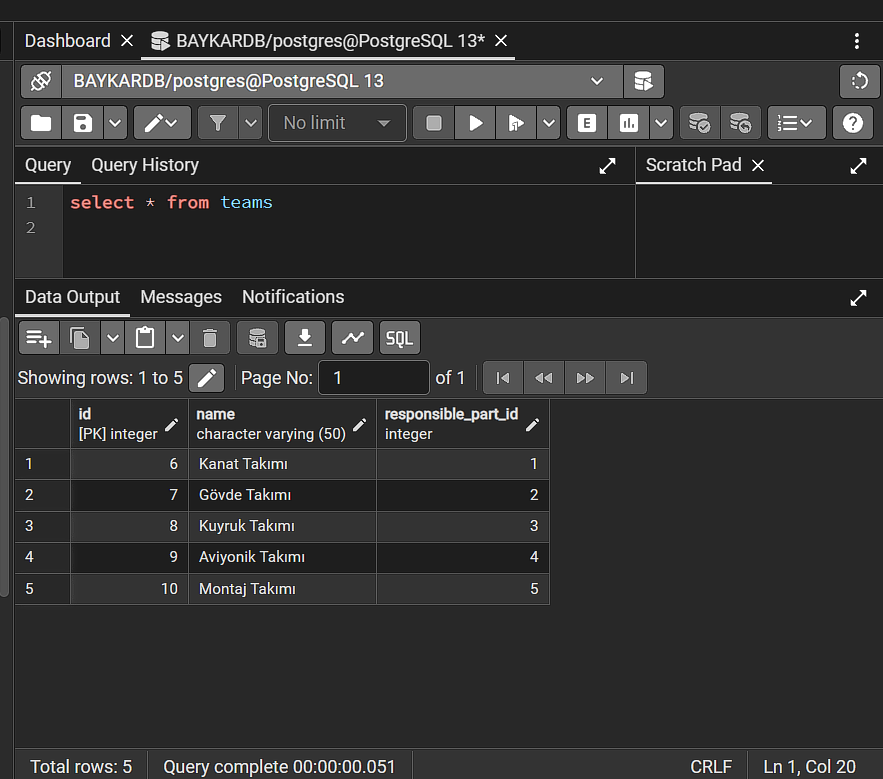 Dashboard BAYKARDB/postgres@PostgreSQL 13*
BAYKARDB/postgres@PostgreSQL 13
No limit E
Query Query History Scratch Pad
1 select * from teams
2
Data Output Messages Notifications
SQL
Showing rows: 1 to 5 Page No: 1 of 1
id name responsible_part_id
[PK] integer character varying (50) integer
1 6 Kanat Takımı 1
2 7 Gövde Takımı 2
3 8 Kuyruk Takımı 3
4 9 Aviyonik Takımı 4
5 10 Montaj Takımı 5
Total rows: 5 Query complete 00:00:00.051 CRLF Ln 1, Col 20